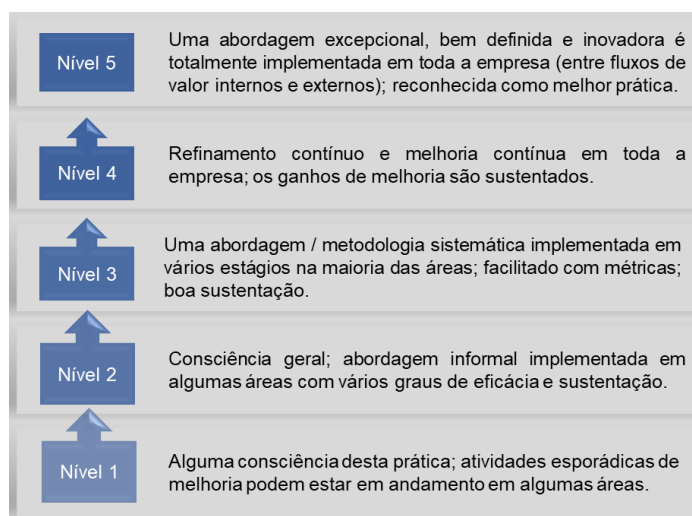 Nível 5
Uma abordagem excepcional, bem definida e inovadora é
totalmente implementada em toda a empresa (entre fluxos de
valor internos e externos); reconhecida como melhor prática.
Nível 4
Refinamento contínuo e melhoria contínua em toda a
empresa; os ganhos de melhoria são sustentados.
Nível 3
Uma abordagem / metodologia sistemática implementada em
vários estágios na maioria das áreas; facilitado com métricas;
boa sustentação.
Nível 2
Consciência geral; abordagem informal implementada em
algumas áreas com vários graus de eficácia e sustentação.
Nível 1
Alguma consciência desta prática; atividades esporádicas de
melhoria podem estar em andamento em algumas áreas.